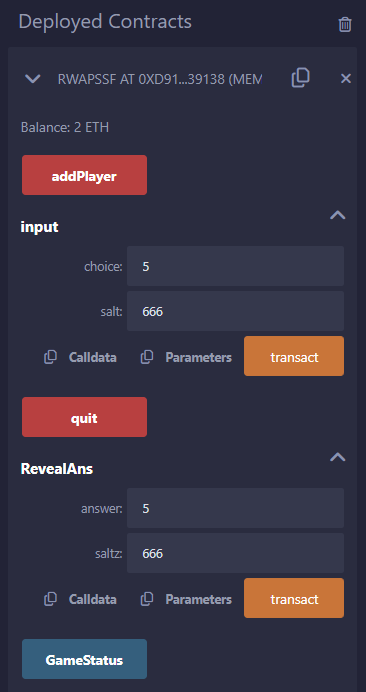 Deployed Contracts
RWAPSSF AT 0XD91...39138 (MEM
Balance: 2 ETH
addPlayer
input
choice: 5
salt: 666
Calldata Parameters transact
quit
RevealAns
answer: 5
saltz: 666
Calldata Parameters transact
GameStatus